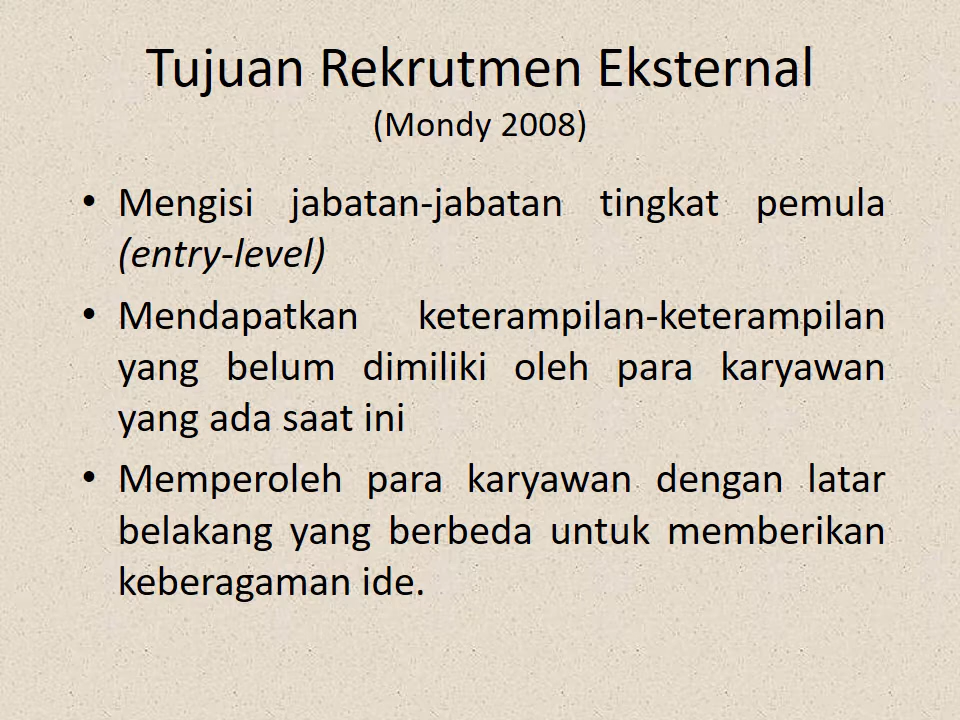 Tujuan Rekrutmen Eksternal
(Mondy 2008)
• Mengisi jabatan-jabatan tingkat pemula
(entry-level)
• Mendapatkan keterampilan-keterampilan
yang belum dimiliki oleh para karyawan
yang ada saat ini
• Memperoleh para karyawan dengan latar
belakang yang berbeda untuk memberikan
keberagaman ide.